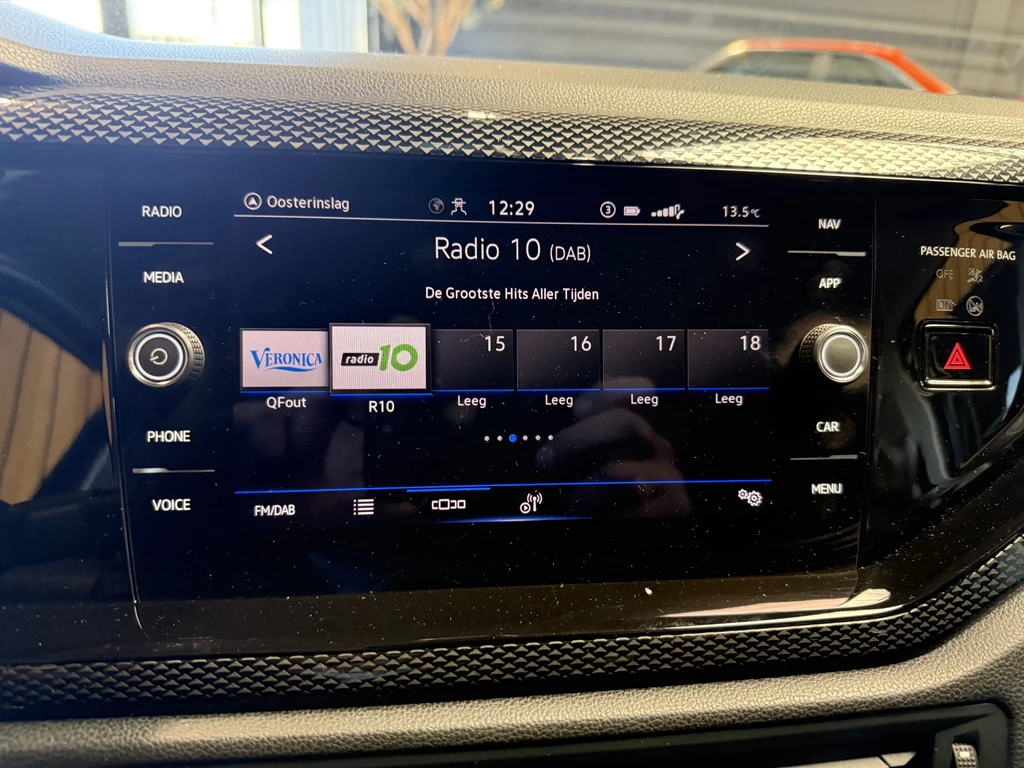 Oosterinslag 12:29 3 13.5°C
RADIO
NAV
Radio 10 (DAB)
PASSENGER AIR BAG
MEDIA
OFF
APP
De Grootste Hits Aller Tijden
ON
VERONICA
radio 10
15
16
17
18
QFout
R10
Leeg
Leeg
Leeg
Leeg
PHONE
CAR
VOICE
FM/DAB
MENU